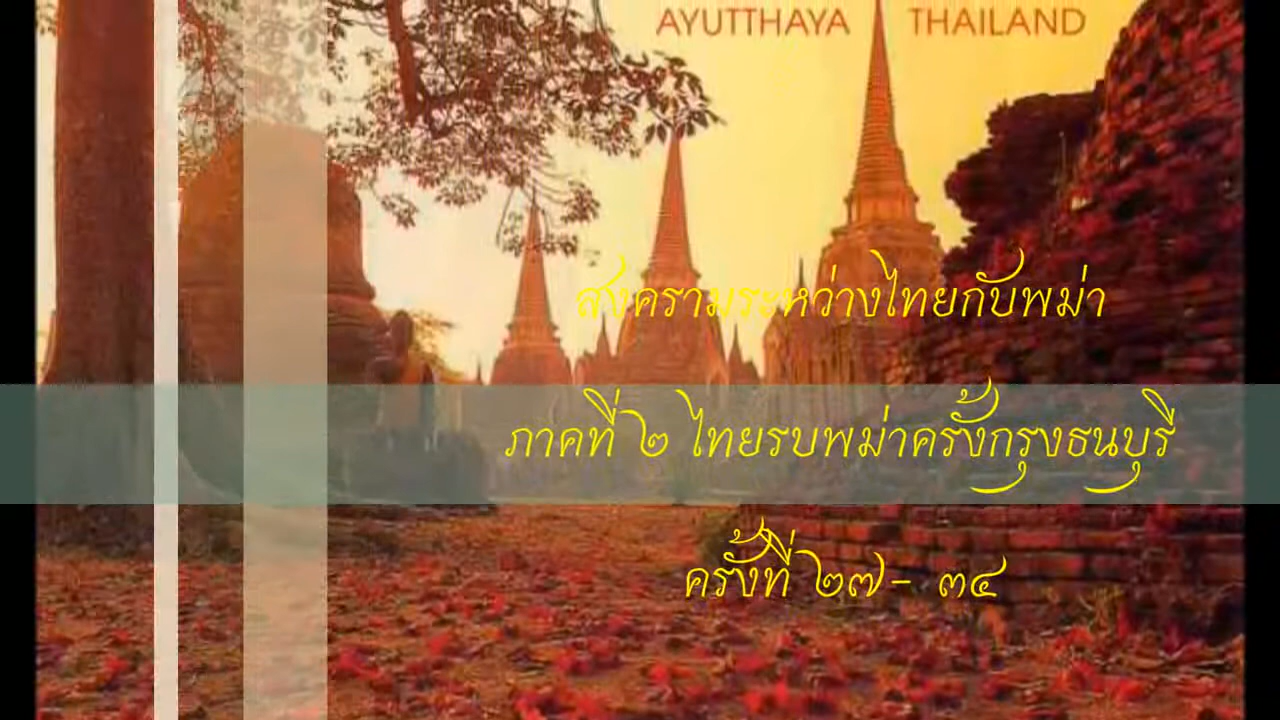 AYUTTHAYA THAILAND
สงครามระหว่างไทยกับพม่า
ภาคที่ ๒ ไทยรบพม่าครั้งกรุงธนบุรี
ครั้งที่ ๒๗- ๓๔